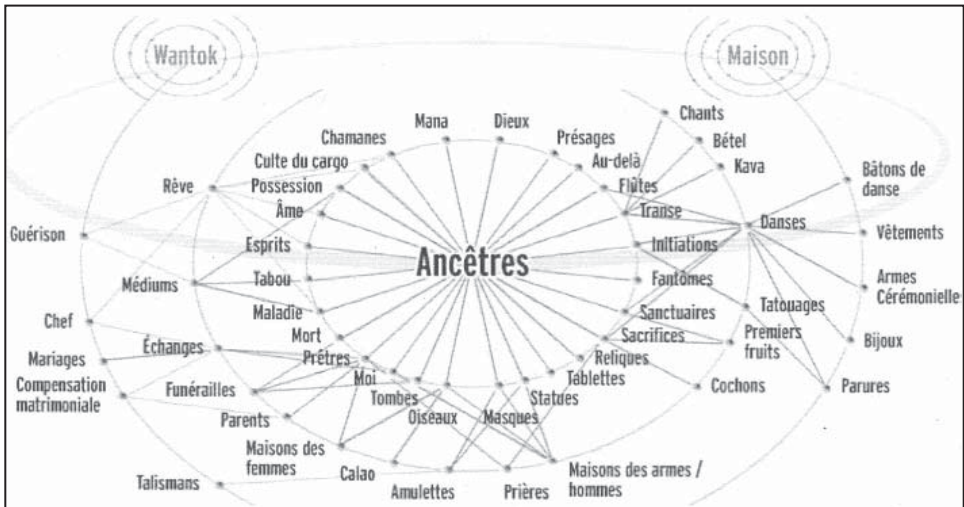 Wantok
Maison
Chants
Mana
Dieux
Chamanes
Présages
Bétel
Culte du cargo
Au-delà
Kava
Rêve
Possession
Flûtes
Bâtons de
danse
Âme
Transe
Danses
Guérison
Esprits
Initiations
Vêtements
Ancêtres
Tabou
Fantômes
Armes
Cérémonielle
Médiums
Maladie
Sanctuaires
Tatouages
Chef
Mort
Sacrifices
Premiers
fruits
Bijoux
Échanges
Prêtres
Reliques
Mariages
Moi
Tablettes
Compensation
matrimoniale
Funérailles
Tombes
Statues
Cochons
Parures
Parents
Oiseaux
Masques
Maisons des
femmes
Calao
Maisons des armes /
hommes
Talismans
Amulettes
Prières